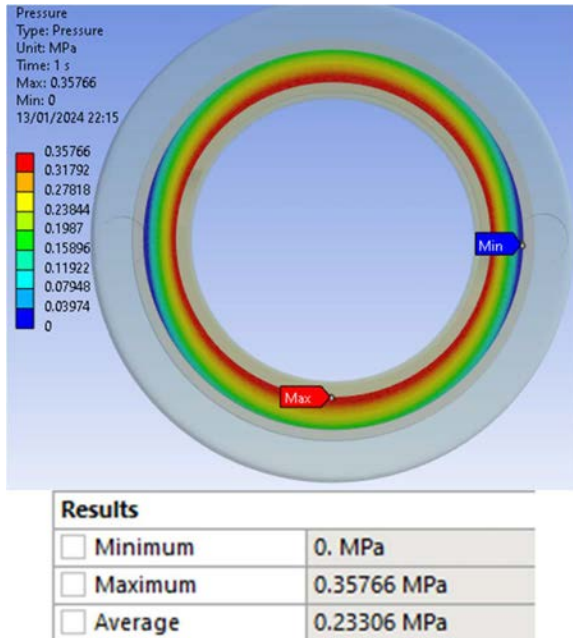 Pressure
Type: Pressure
Unit: MPa
Time: 1 s
Max: 0.35766
Min: 0
13/01/2024 22:15
0.35766
0.31792
0.27818
0.23844
0.1987
0.15896
0.11922
0.07948
0.03974
0
Min
Max
Results
Minimum 0. MPa
Maximum 0.35766 MPa
Average 0.23306 MPa